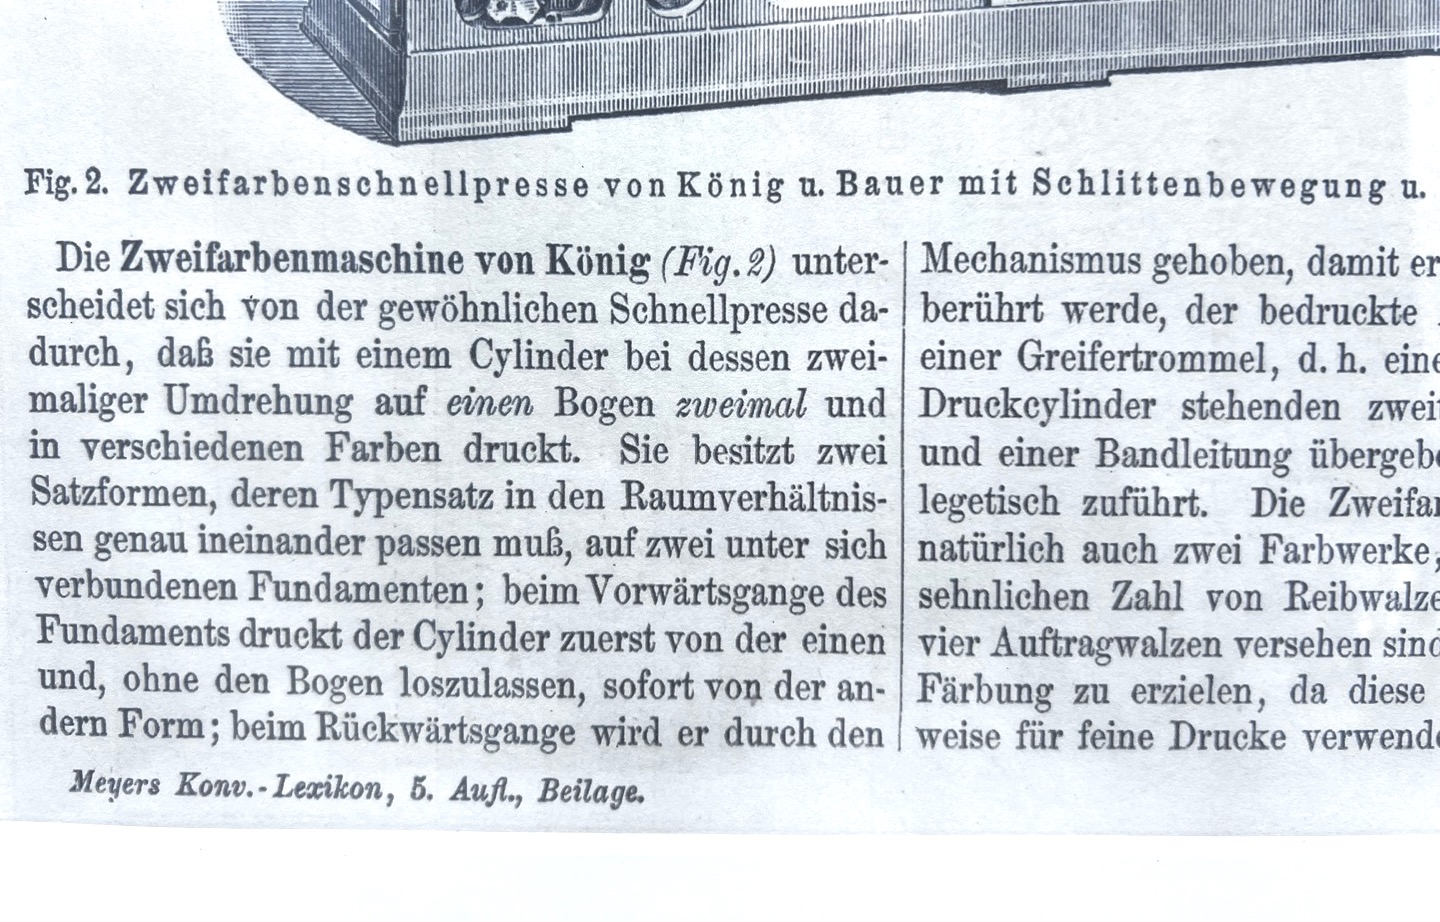 Fig. 2. Zweifarbenschnellpresse von König u. Bauer mit Schlittenbewegung u.
Die Zweifarbenmaschine von König (Fig. 2) unter-
scheidet sich von der gewöhnlichen Schnellpresse da-
durch, daß sie mit einem Cylinder bei dessen zwei-
maliger Umdrehung auf einen Bogen zweimal und
in verschiedenen Farben druckt. Sie besitzt zwei
Satzformen, deren Typensatz in den Raumverhältnis-
sen genau ineinander passen muß, auf zwei unter sich
verbundenen Fundamenten; beim Vorwärtsgange des
Fundaments druckt der Cylinder zuerst von der einen
und, ohne den Bogen loszulassen, sofort von der an-
dern Form; beim Rückwärtsgange wird er durch den
Mechanismus gehoben, damit er
berührt werde, der bedruckte
einer Greifertrommel, d. h. 
Druckcylinder stehenden
und einer Bandleitung
legetisch zuführt. Die
natürlich auch zwei Farbwerke,
sehnlichen Zahl von
vier Auftragwalzen versehen
Färbung zu erzielen, da diese
weise für feine Drucke
Meyers Konv.-Lexikon, 5. Aufl., Beilage.